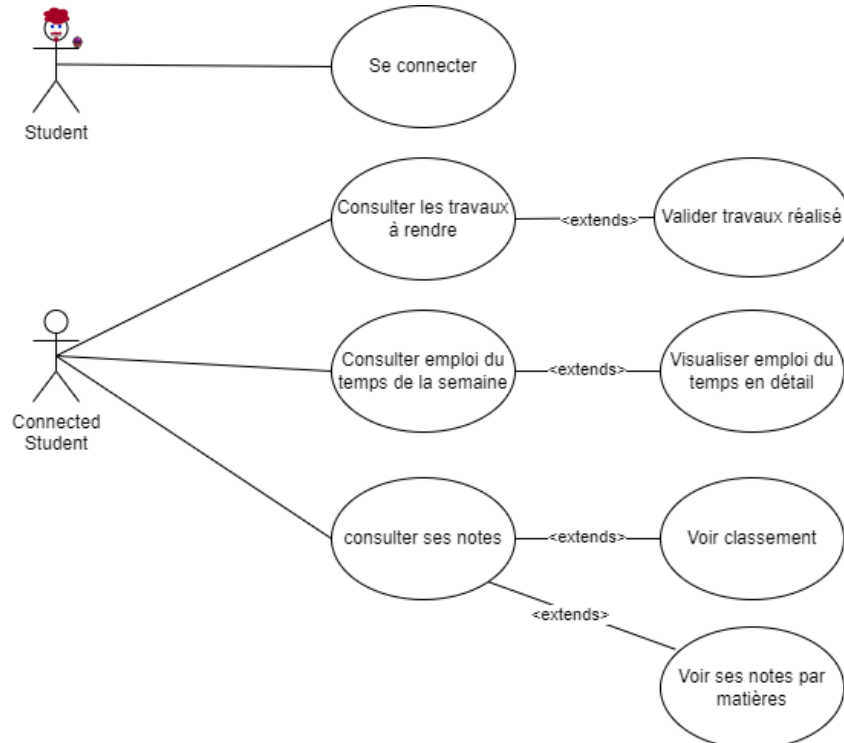 Se connecter
Student
Consulter les travaux
à rendre
<extends>
Valider travaux réalisé
Consulter emploi du
temps de la semaine
<extends>
Visualiser emploi du
temps en détail
Connected
Student
consulter ses notes
<extends>
Voir classement
<extends>
Voir ses notes par
matières